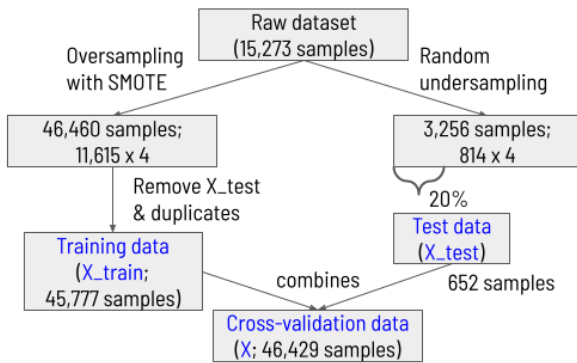 Raw dataset
(15,273 samples)
Oversampling
with SMOTE
Random
undersampling
46,460 samples;
11,615 x 4
3,256 samples;
814 x 4
Remove X_test
& duplicates
20%
Training data
(X_train;
45,777 samples)
Test data
(X_test)
combines
652 samples
Cross-validation data
(X; 46,429 samples)